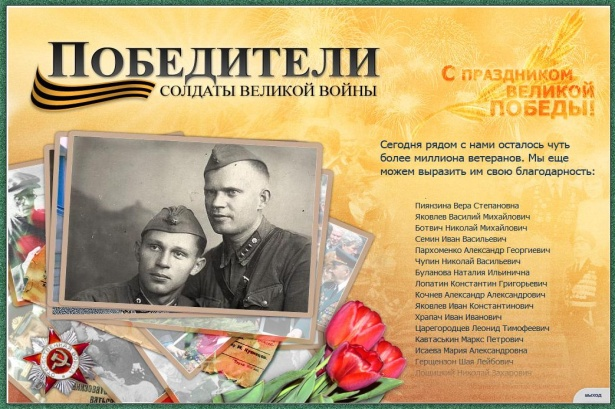 ПОБЕДИТЕЛИ
СОЛДАТЫ ВЕЛИКОЙ ВОЙНЫ
С ПРАЗДНИКОМ
ВЕЛИКОЙ
ПОБЕДЫ!
Сегодня рядом с нами осталось чуть
более миллиона ветеранов. Мы еще
можем выразить им свою благодарность:
Пиянзина Вера Степановна
Яковлев Василий Михайлович
Ботвич Николай Михайлович
Семин Иван Васильевич
Пархоменко Александр Георгиевич
Чупин Николай Васильевич
Буланова Наталия Ильинична
Лопатин Константин Григорьевич
Кочнев Александр Александрович
Яковлев Иван Константинович
Храпач Иван Иванович
Царегородцев Леонид Тимофеевич
Кавтаськин Маркс Петрович
Исаева Мария Александровна
Гершензон Шая Лейбович
Николай Захарович
выход